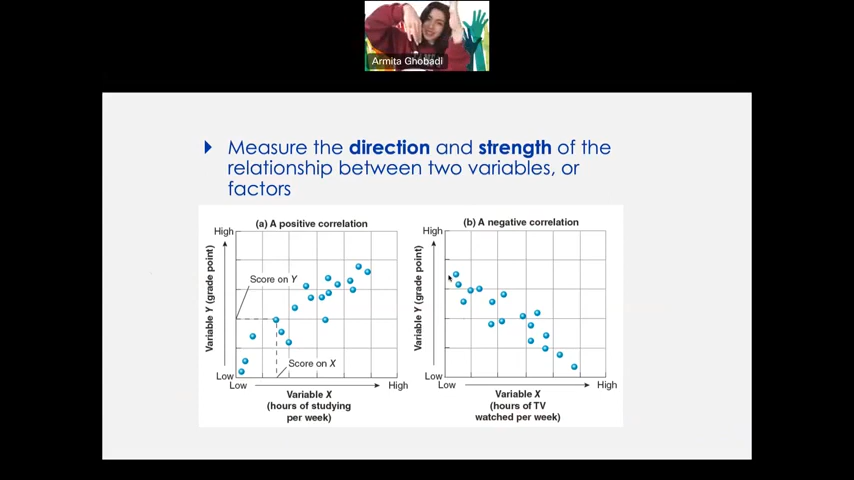 Armita Ghobadi
Measure the direction and strength of the
relationship between two variables, or
factors
(a) A positive correlation
High
Variable Y (grade point)
Score on Y
Score on X
Low
Low
High
Variable X
(hours of studying
per week)
(b) A negative correlation
High
Variable Y (grade point)
Low
Low
High
Variable X
(hours of TV
watched per week)